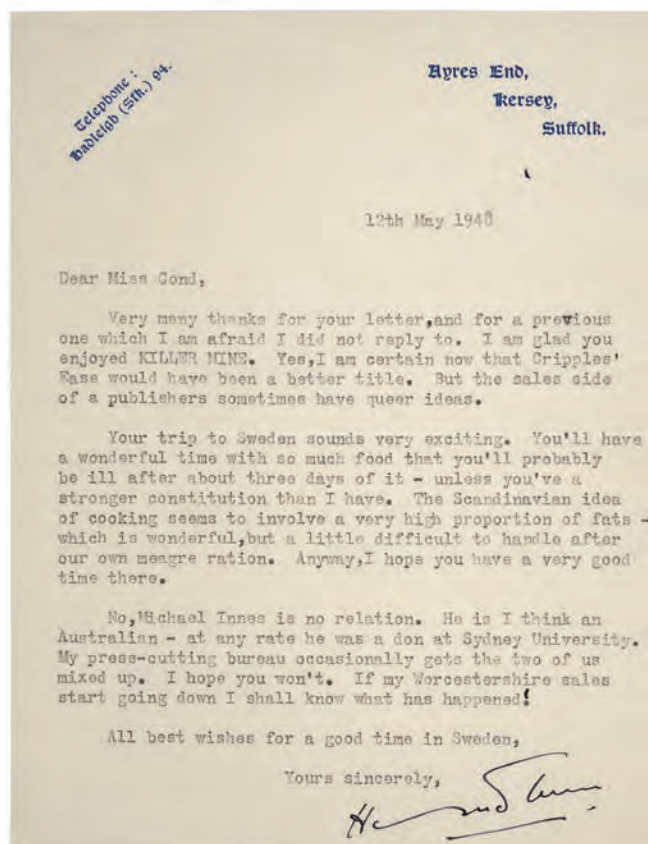 Telephone :
Hadleigh (Sfk.) 94.
Ayres End,
Kersey,
Suffolk.
12th May 1948
Dear Miss Cond,
Very many thanks for your letter,and for a previous
one which I am afraid I did not reply to. I am glad you
enjoyed KILLER MINE. Yes,I am certain now that Cripples'
Ease would have been a better title. But the sales side
of a publishers sometimes have queer ideas.
Your trip to Sweden sounds very exciting. You'll have
a wonderful time with so much food that you'll probably
be ill after about three days of it - unless you've a
stronger constitution than I have. The Scandinavian idea
of cooking seems to involve a very high proportion of fats -
which is wonderful,but a little difficult to handle after
our own meagre ration. Anyway,I hope you have a very good
time there.
No,Michael Innes is no relation. He is I think an
Australian - at any rate he was a don at Sydney University.
My press-cutting bureau occasionally gets the two of us
mixed up. I hope you won't. If my Worcestershire sales
start going down I shall know what has happened!
All best wishes for a good time in Sweden,
Yours sincerely,